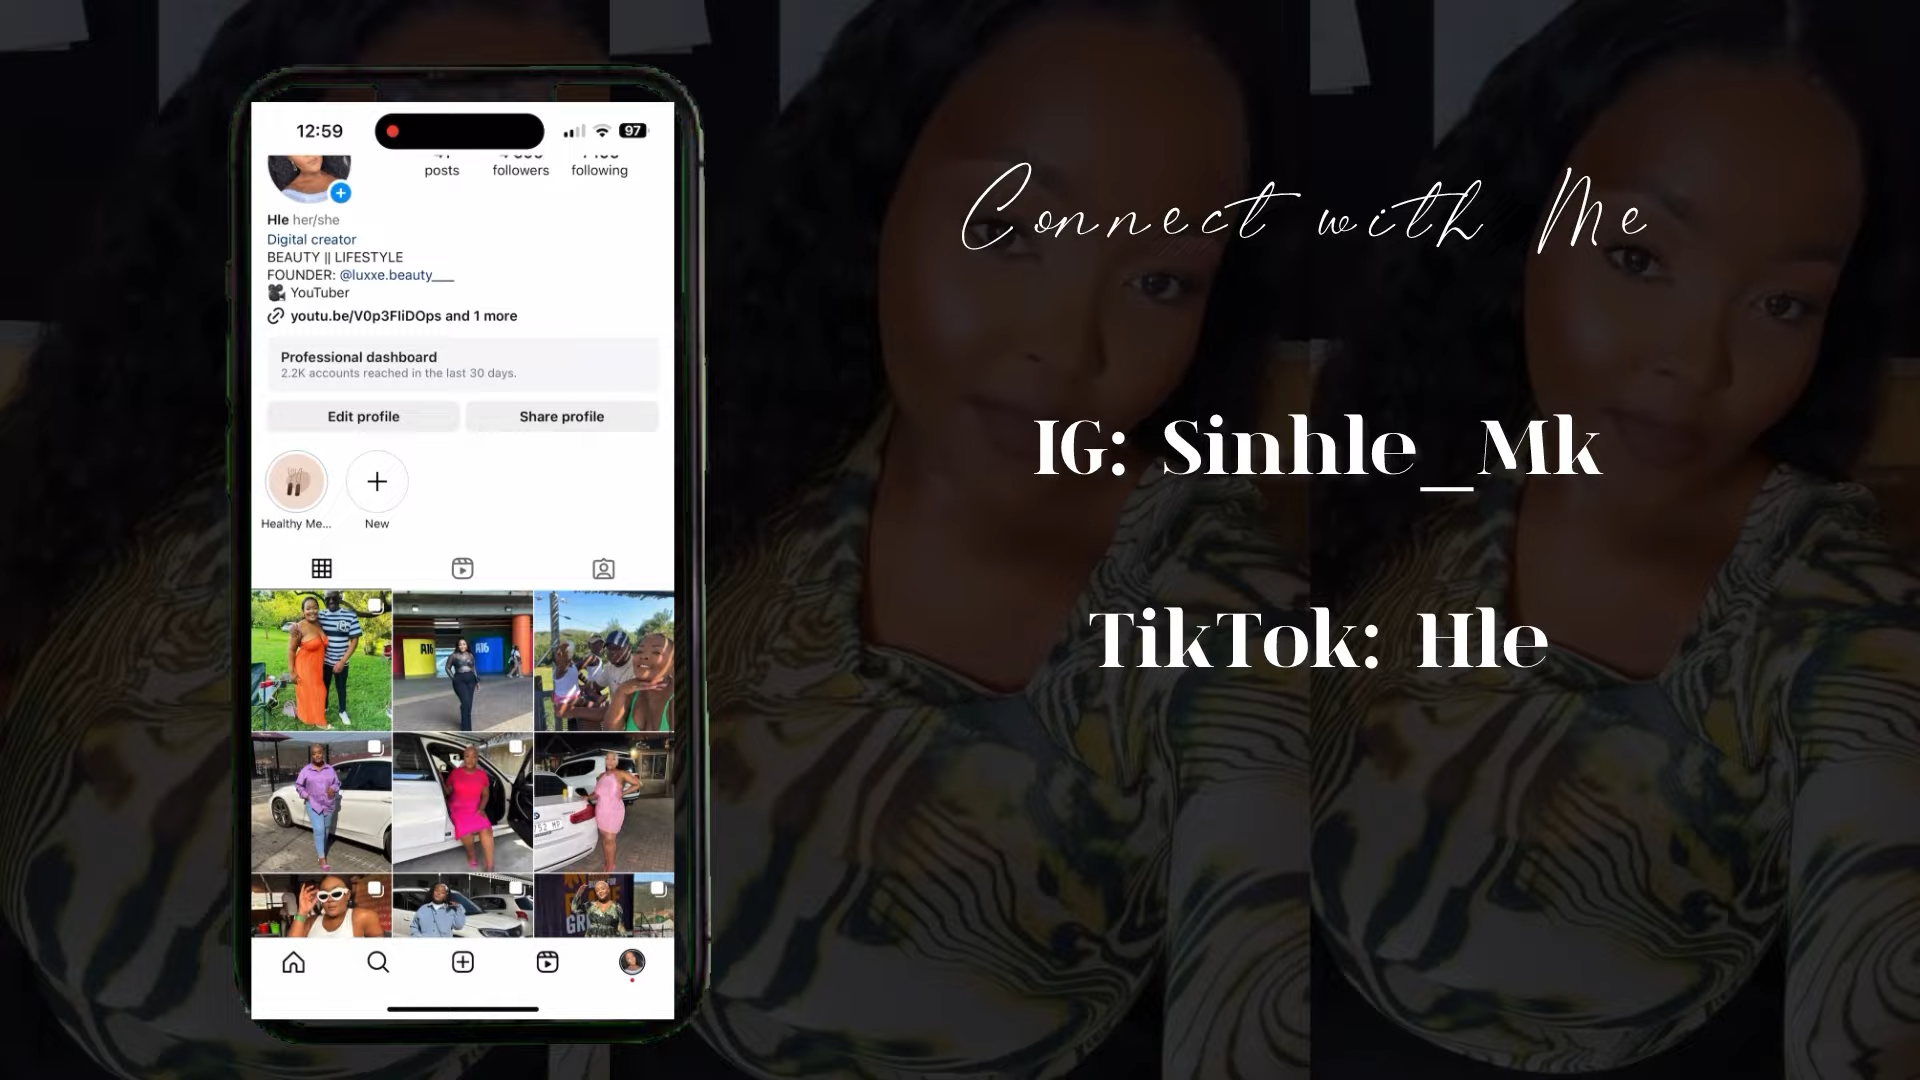 12:59
97
posts followers following
Hle her/she
Digital creator
BEAUTY || LIFESTYLE
FOUNDER: @luxxe.beauty___
YouTuber
youtu.be/V0p3FliDOps and 1 more
Professional dashboard
2.2K accounts reached in the last 30 days.
Edit profile Share profile
Healthy Me... New
A16 A16
Connect with Me
IG: Sinhle_Mk
TikTok: Hle